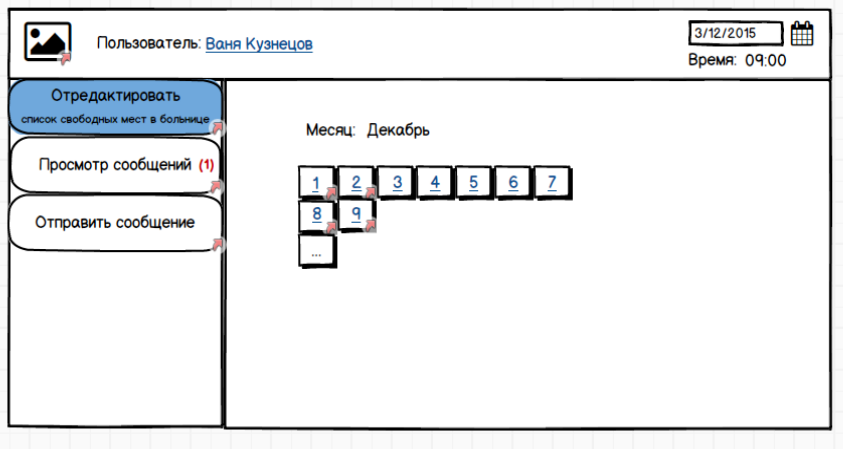 Пользователь: Ваня Кузнецов
3/12/2015
Время: 09:00
Отредактировать
список свободных мест в больнице
Просмотр сообщений (1)
Отправить сообщение
Месяц: Декабрь
1 2 3 4 5 6 7
8 9
...